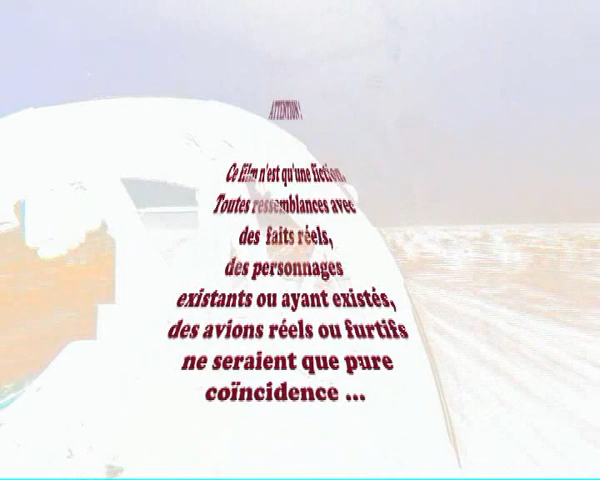 ATTENTION !
Ce film n'est qu'une fiction.
Toutes ressemblances avec
des faits réels,
des personnages
existants ou ayant existés,
des avions réels ou furtifs
ne seraient que pure
coïncidence ...